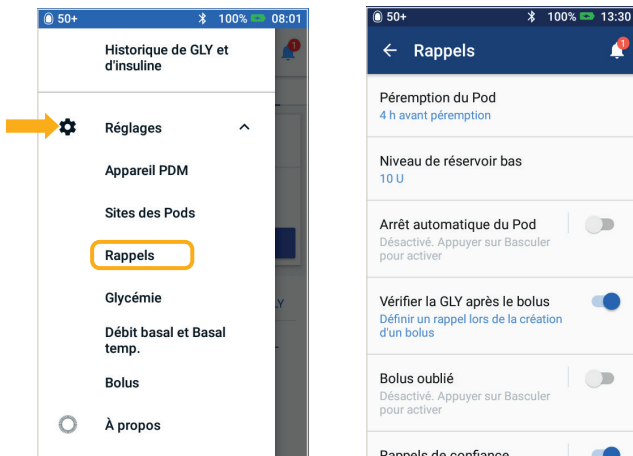 50+
100%
08:01
Historique de GLY et
d'insuline
Réglages
Appareil PDM
Sites des Pods
Rappels
Glycémie
Débit basal et Basal
temp.
Bolus
À propos
LY
50+
100%
13:30
Rappels
1
Péremption du Pod
4 h avant péremption
Niveau de réservoir bas
10 U
Arrêt automatique du Pod
Désactivé. Appuyer sur Basculer
pour activer
Vérifier la GLY après le bolus
Définir un rappel lors de la création
d'un bolus
Bolus oublié
Désactivé. Appuyer sur Basculer
pour activer
Rappels de confiance